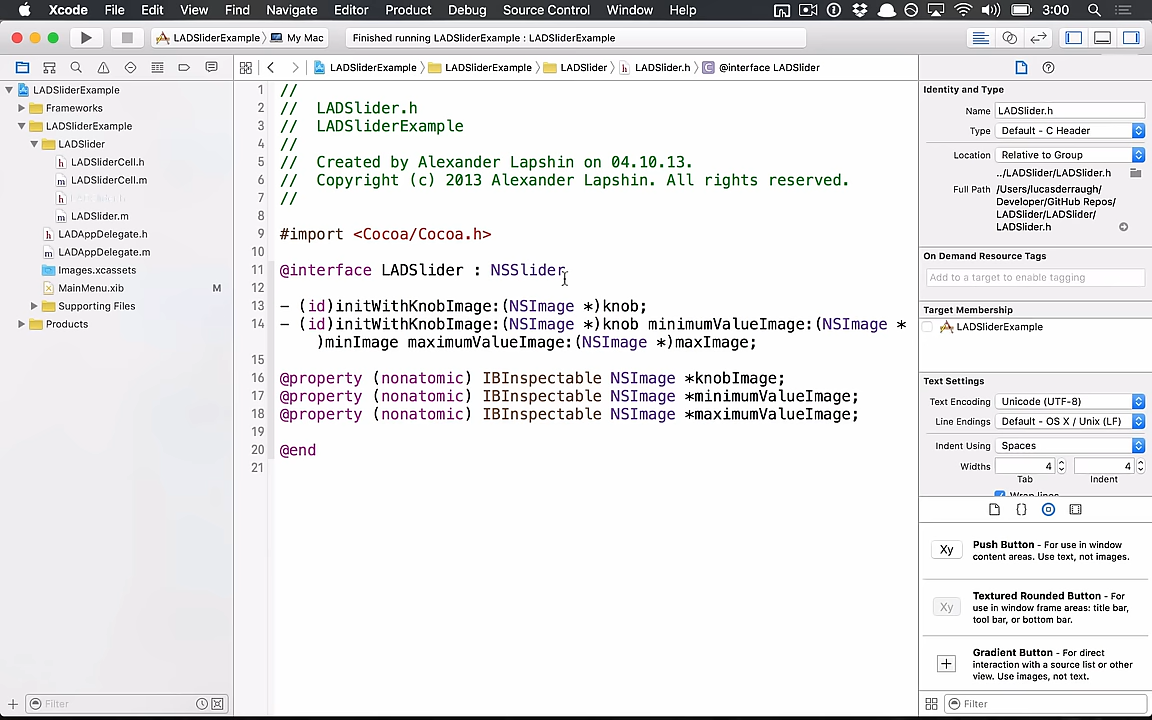 Xcode File Edit View Find Navigate Editor Product Debug Source Control Window Help 3:00
LADSliderExample My Mac Finished running LADSliderExample : LADSliderExample
LADSliderExample LADSliderExample LADSlider LADSlider.h @interface LADSlider
LADSliderExample
Frameworks
LADSliderExample
LADSlider
LADSliderCell.h
LADSliderCell.m
LADSlider.m
LADAppDelegate.h
LADAppDelegate.m
Images.xcassets
MainMenu.xib M
Supporting Files
Products
Filter
1 //
2 //  LADSlider.h
3 //  LADSliderExample
4 //
5 //  Created by Alexander Lapshin on 04.10.13.
6 //  Copyright (c) 2013 Alexander Lapshin. All rights reserved.
7 //
8
9 #import <Cocoa/Cocoa.h>
10
11 @interface LADSlider : NSSlider
12
13 - (id)initWithKnobImage:(NSImage *)knob;
14 - (id)initWithKnobImage:(NSImage *)knob minimumValueImage:(NSImage *
)minImage maximumValueImage:(NSImage *)maxImage;
15
16 @property (nonatomic) IBInspectable NSImage *knobImage;
17 @property (nonatomic) IBInspectable NSImage *minimumValueImage;
18 @property (nonatomic) IBInspectable NSImage *maximumValueImage;
19
20 @end
21
Identity and Type
Name LADSlider.h
Type Default - C Header
Location Relative to Group
../LADSlider/LADSlider.h
Full Path /Users/lucasderraugh/
Developer/GitHub Repos/
LADSlider/LADSlider/
LADSlider.h
On Demand Resource Tags
Add to a target to enable tagging
Target Membership
LADSliderExample
Text Settings
Text Encoding Unicode (UTF-8)
Line Endings Default - OS X / Unix (LF)
Indent Using Spaces
Widths 4 4
Tab Indent
Wrap lines
Xy Push Button - For use in window
content areas. Use text, not images.
Xy Textured Rounded Button - For
use in window frame areas: title bar,
tool bar, or bottom bar.
Gradient Button - For direct
interaction with a source list or other
view. Use images, not text.
Filter